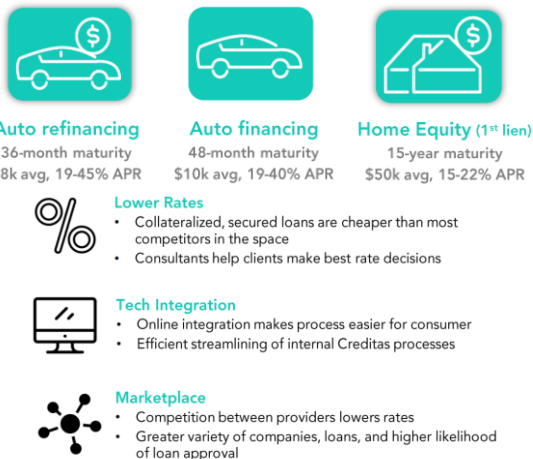 $
$
Auto refinancing
Auto financing
Home Equity (1st lien)
36-month maturity
48-month maturity
15-year maturity
8k avg, 19-45% APR
$10k avg, 19-40% APR
$50k avg, 15-22% APR
%
Lower Rates
• Collateralized, secured loans are cheaper than most
competitors in the space
• Consultants help clients make best rate decisions
Tech Integration
• Online integration makes process easier for consumer
• Efficient streamlining of internal Creditas processes
Marketplace
• Competition between providers lowers rates
• Greater variety of companies, loans, and higher likelihood
of loan approval